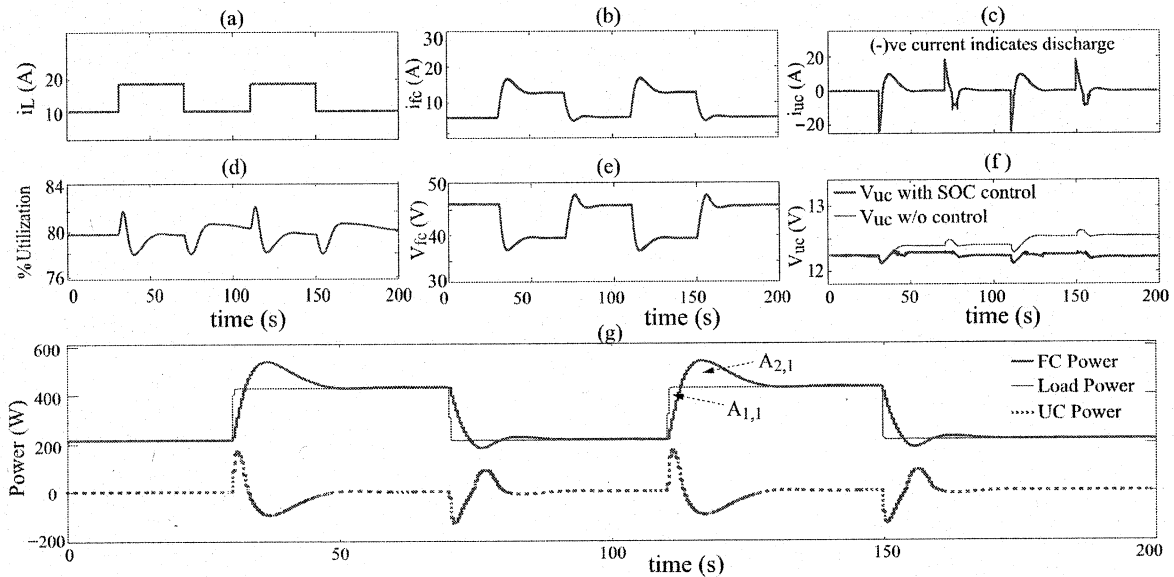 (a)
iL (A)
20
10
(b)
ifc (A)
30
20
10
0
(c)
(-)ve current indicates discharge
iuc (A)
20
0
-20
(d)
%Utilization
84
80
76
0 50 100 150 200
time (s)
(e)
Vfc (V)
50
40
30
0 50 100 150 200
time (s)
(f)
Vuc with SOC control
Vuc w/o control
Vuc (V)
13
12
0 50 100 150 200
time (s)
(g)
Power (W)
600
400
200
0
−200
A2,1
A1,1
FC Power
Load Power
UC Power
0 50 100 150 200
time (s)